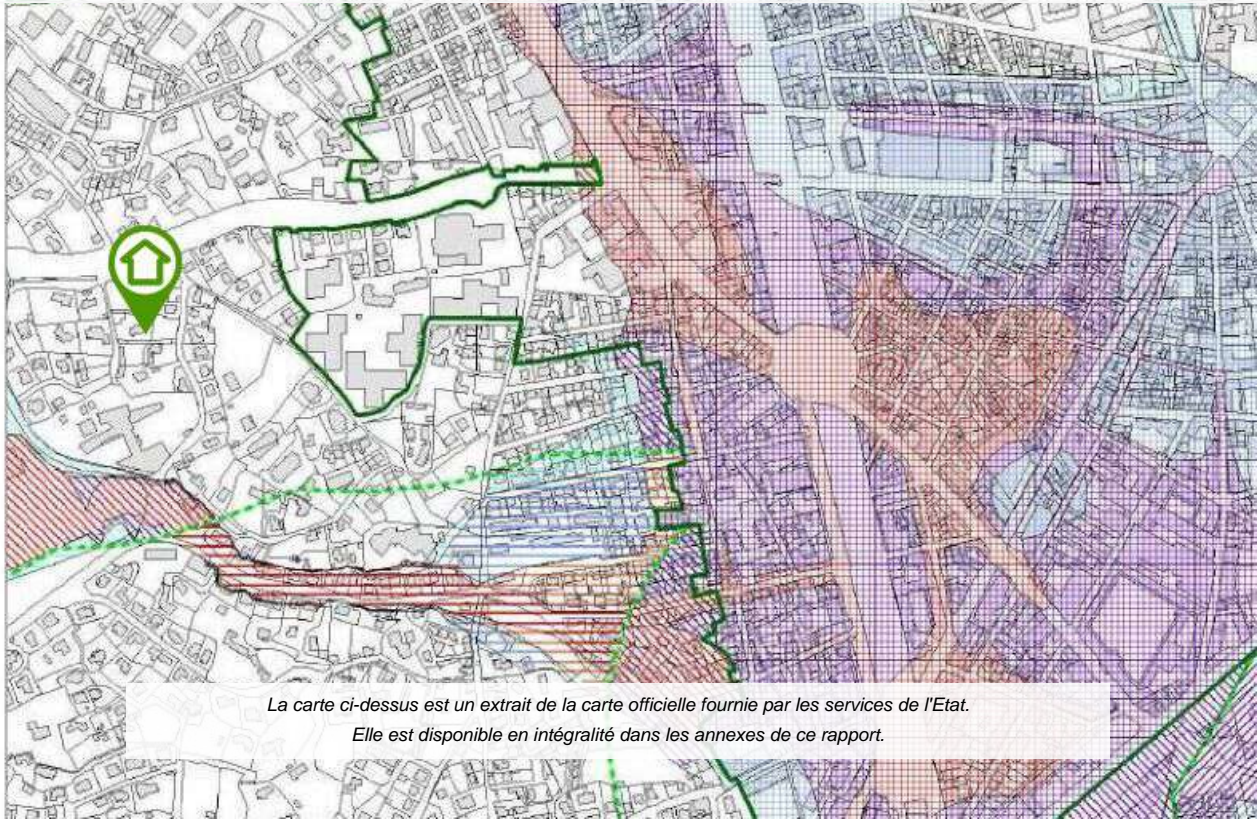 La carte ci-dessus est un extrait de la carte officielle fournie par les services de l'Etat.
Elle est disponible en intégralité dans les annexes de ce rapport.